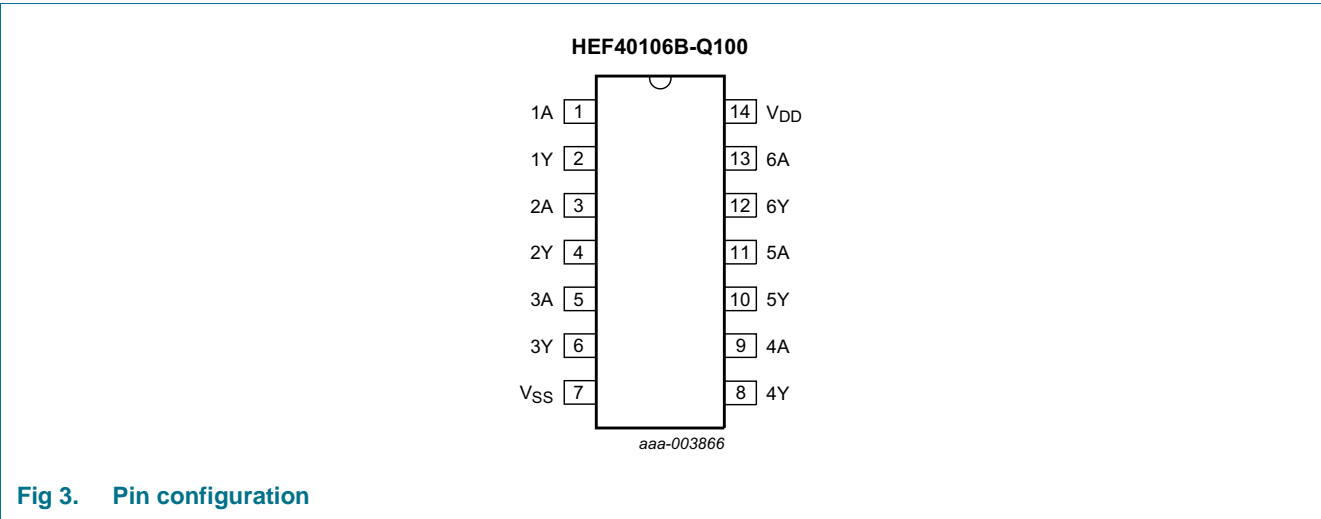 HEF40106B-Q100
1A 1 14 VDD
1Y 2 13 6A
2A 3 12 6Y
2Y 4 11 5A
3A 5 10 5Y
3Y 6 9 4A
VSS 7 8 4Y
aaa-003866
Fig 3. Pin configuration